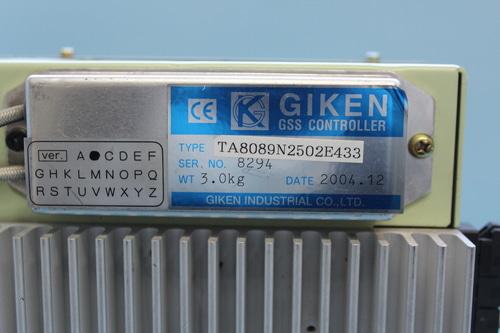 CE GK GIKEN
GSS CONTROLLER
TYPE TA8089N2502E433
SER. NO. 8294
WT 3.0kg DATE 2004.12
GIKEN INDUSTRIAL CO.,LTD.
ver. A ● C D E F
G H K L M N O P Q
R S T U V W X Y Z